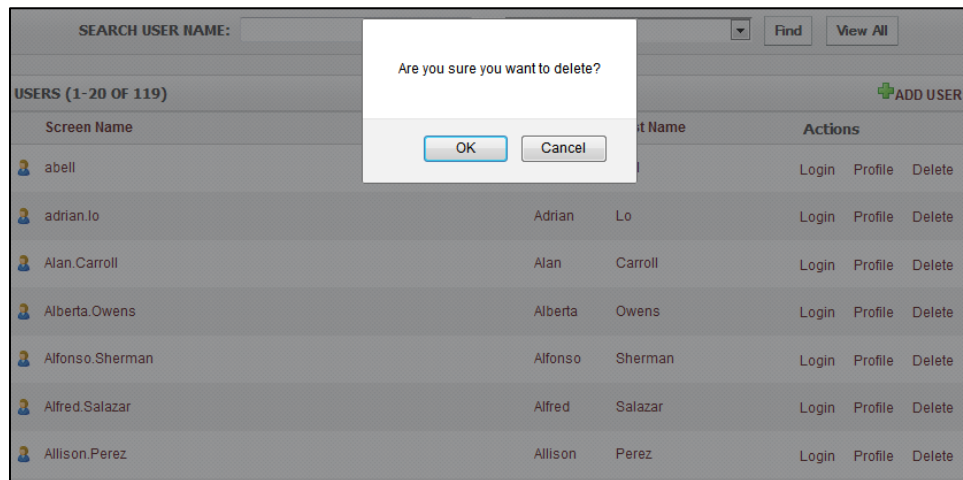 SEARCH USER NAME: Find View All
Are you sure you want to delete?
OK Cancel
USERS (1-20 OF 119) ADD USER
Screen Name st Name Actions
abell l Login Profile Delete
adrian.lo Adrian Lo Login Profile Delete
Alan.Carroll Alan Carroll Login Profile Delete
Alberta.Owens Alberta Owens Login Profile Delete
Alfonso.Sherman Alfonso Sherman Login Profile Delete
Alfred.Salazar Alfred Salazar Login Profile Delete
Allison.Perez Allison Perez Login Profile Delete